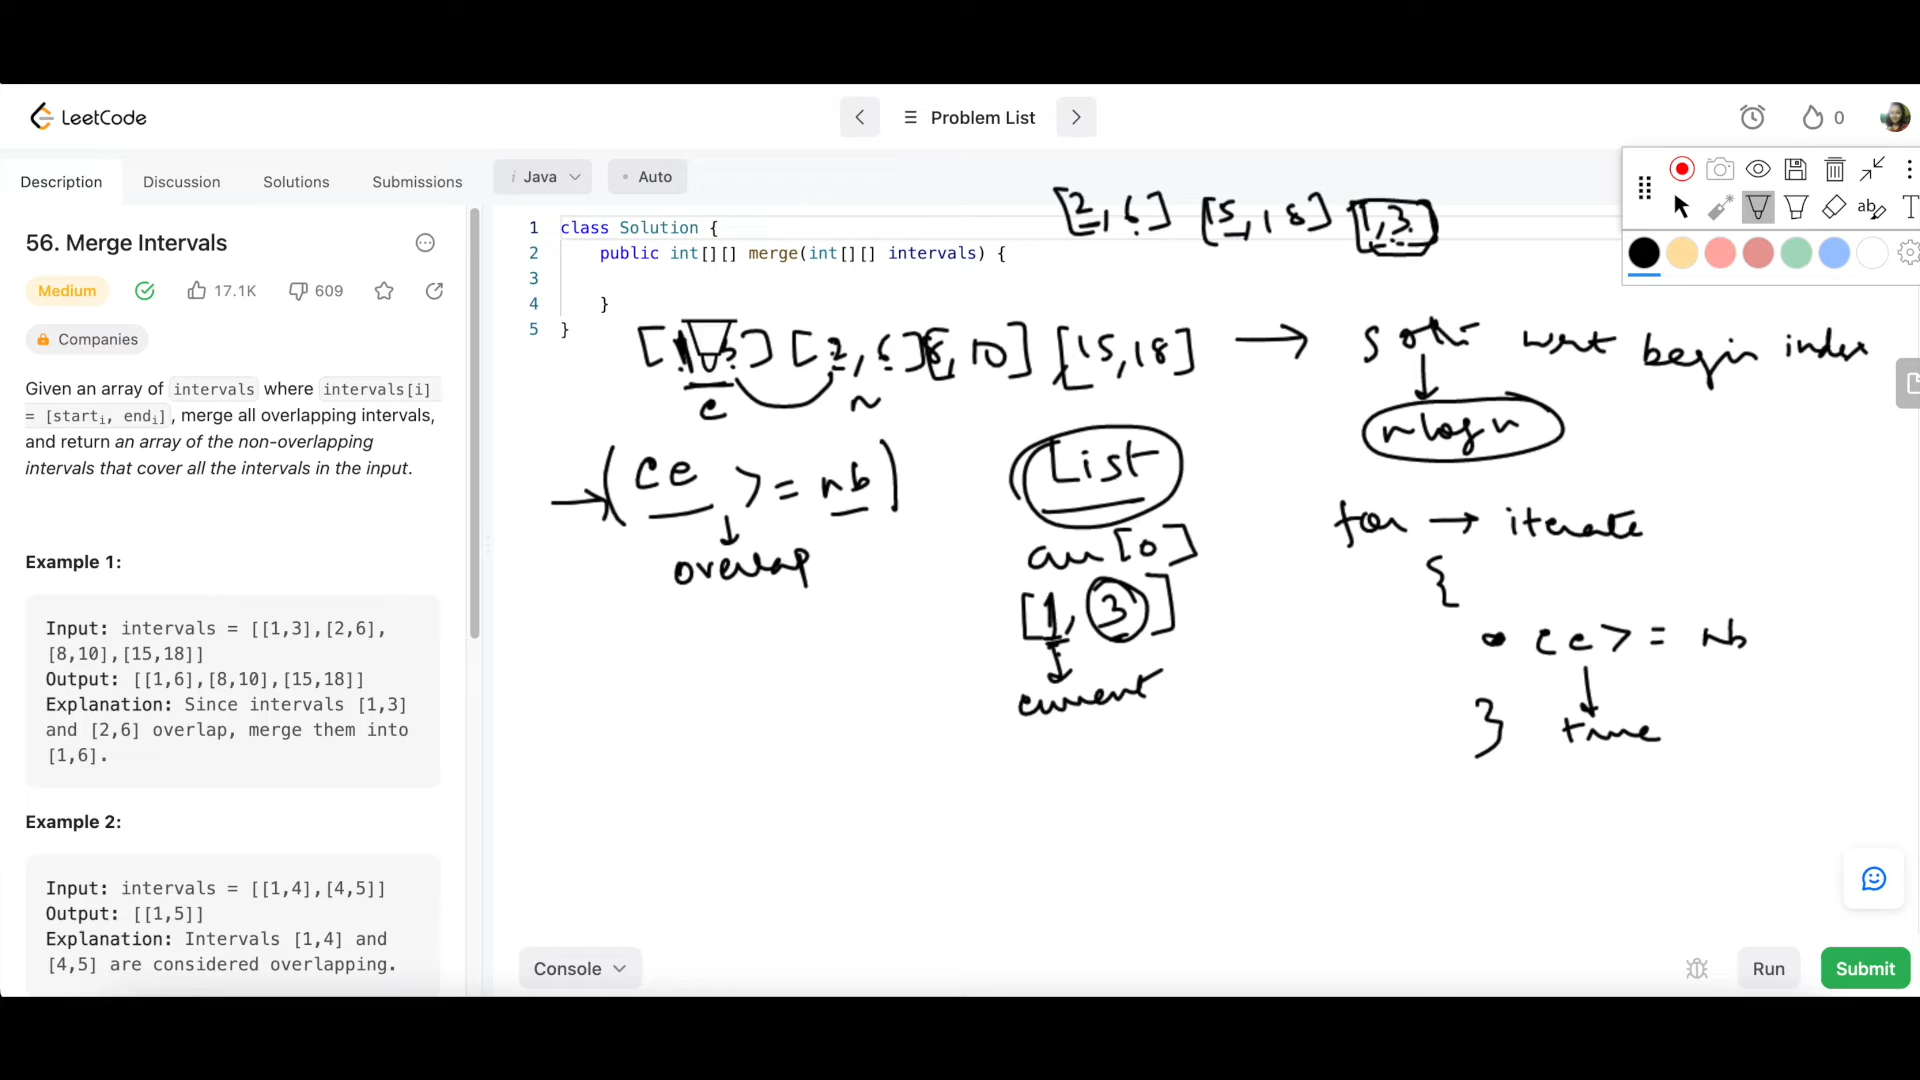 LeetCode
Problem List
0
Description
Discussion
Solutions
Submissions
i Java
Auto
56. Merge Intervals
Medium
17.1K
609
Companies
Given an array of intervals where intervals[i]
= [starti, endi], merge all overlapping intervals,
and return an array of the non-overlapping
intervals that cover all the intervals in the input.
Example 1:
Input: intervals = [[1,3],[2,6],
[8,10],[15,18]]
Output: [[1,6],[8,10],[15,18]]
Explanation: Since intervals [1,3]
and [2,6] overlap, merge them into
[1,6].
Example 2:
Input: intervals = [[1,4],[4,5]]
Output: [[1,5]]
Explanation: Intervals [1,4] and
[4,5] are considered overlapping.
1 class Solution {
2 public int[][] merge(int[][] intervals) {
3
4 }
5 }
[2,6] [15,18] [1,3]
[1, 3] [2,6] [8,10] [15,18] → wrt begin index
c n
nlogn
→ (ce >= nb)
overlap
List
arr[0]
[1, 3]
current
for → iterate
{
• ce >= nb
} true
ab
T
Console
Run
Submit